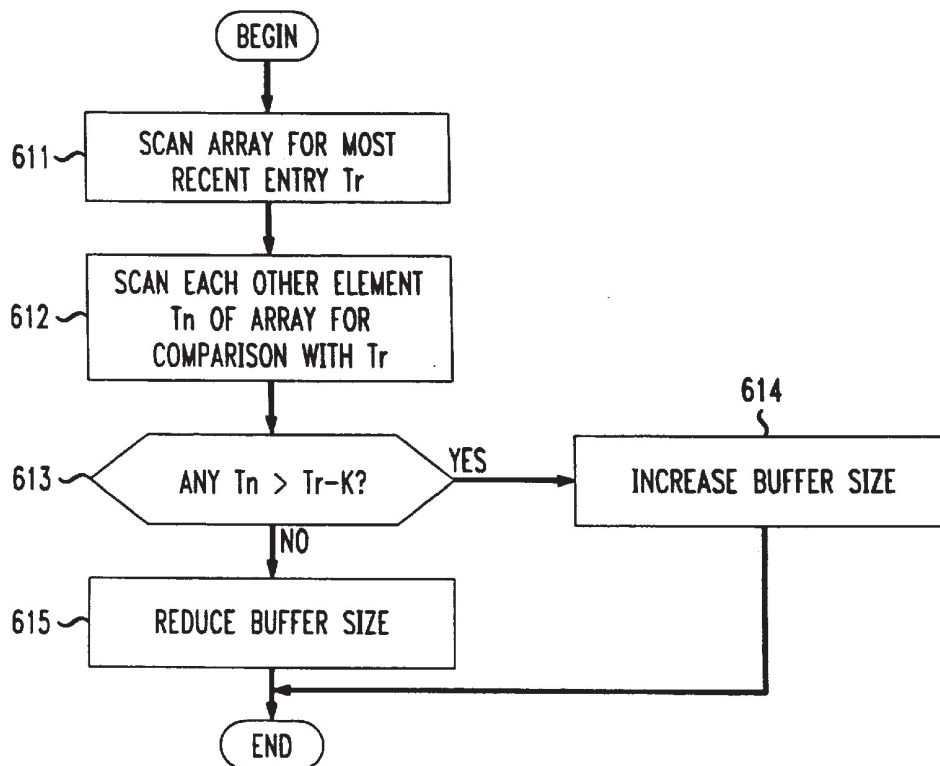 BEGIN
611
SCAN ARRAY FOR MOST
RECENT ENTRY Tr
612
SCAN EACH OTHER ELEMENT
Tn OF ARRAY FOR
COMPARISON WITH Tr
613
ANY Tn > Tr-K?
YES
614
INCREASE BUFFER SIZE
NO
615
REDUCE BUFFER SIZE
END